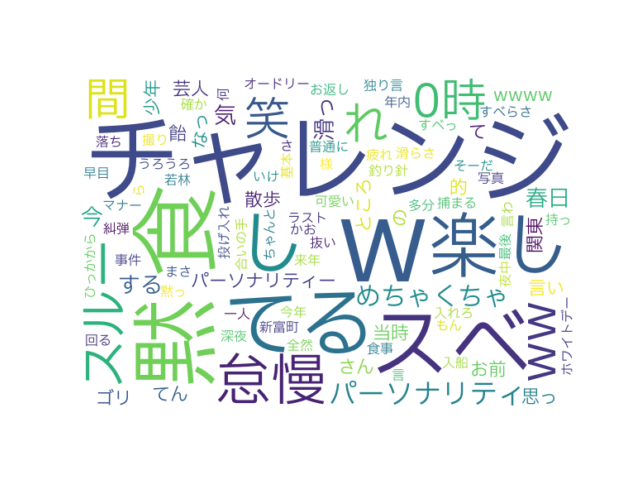 間
少年
芸人
確か
気
何
オードリー
お返し
独り言
年内
0時
wwww
すべらさ
チャレンジ
落ち
撮り
飴
なっ
笑
滑っ
れ
すべっ
て
早目
うろうろ
若林
基本
さ
普通に
様
疲れ
滑らさ
釣り針
そーだ
写真
マナー
ら
いけ
今
糾弾
散歩
可愛い
ところ
の
的
多分
捕まる
春日
言わ
持っ
食
し
w
楽し
ひっかから
事件
黙っ
する
まさ
投げ入れ
合いの手
ちゃんと
かお
ラスト
抜い
来年
夜中
最後
関東
スルー
黙
てる
パーソナリティー
めちゃくちゃ
言い
スベ
ww
ホワイトデー
回る
一人
今年
新富町
深夜
全然
怠慢
さん
当時
食事
言
入れろ
もん
入船
お前
ゴリ
てん
パーソナリティ
思っ